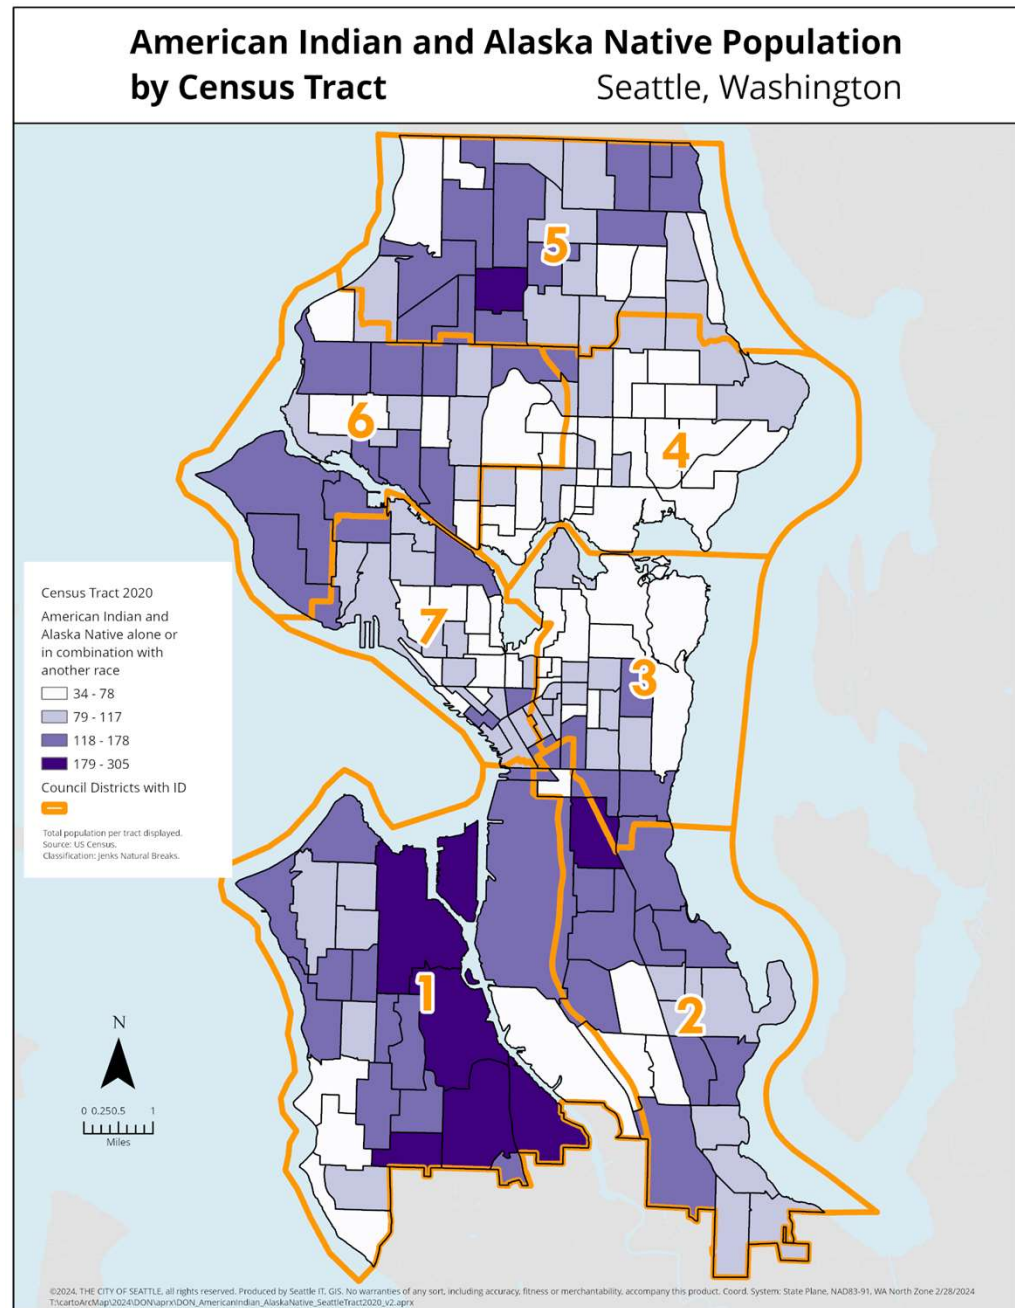 American Indian and Alaska Native Population
by Census Tract Seattle, Washington
5
6
4
7
3
Census Tract 2020
American Indian and
Alaska Native alone or
in combination with
another race
34 - 78
79 - 117
118 - 178
179 - 305
Council Districts with ID
Total population per tract displayed.
Source: US Census.
Classification: Jenks Natural Breaks.
1
2
N
0 0.25 0.5 1
Miles
©2024, THE CITY OF SEATTLE, all rights reserved. Produced by Seattle IT, GIS. No warranties of any sort, including accuracy, fitness or merchantability, accompany this product. Coord. System: State Plane, NAD83-91, WA North Zone 2/28/2024
T:\cartoArcMap\2024\DON\aprx\DON_AmericanIndian_AlaskaNative_SeattleTract2020_v2.aprx